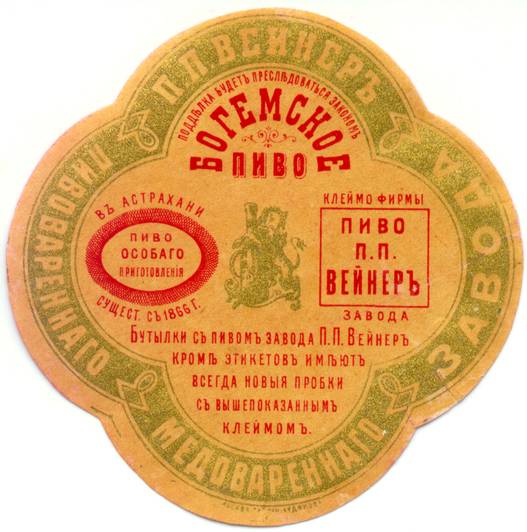 П.П.ВЕЙНЕРЪ
ПИВОВАРЕННАГО
МЕДОВАРЕННАГО
ЗАВОДА
ПОДДѢЛКА БУДЕТЪ ПРЕСЛѢДОВАТЬСЯ ЗАКОНОМЪ
БОГЕМСКОЕ
ПИВО
ВЪ АСТРАХАНИ
ПИВО
ОСОБАГО
ПРИГОТОВЛЕНІЯ
СУЩЕСТ. СЪ 1866 Г.
КЛЕЙМО ФИРМЫ
ПИВО
П.П.
ВЕЙНЕРЪ
ЗАВОДА
БУТЫЛКИ СЪ ПИВОМЪ ЗАВОДА П.П.ВЕЙНЕРЪ
КРОМѢ ЭТИКЕТОВЪ ИМѢЮТЪ
ВСЕГДА НОВЫЯ ПРОБКИ
СЪ ВЫШЕПОКАЗАННЫМЪ
КЛЕЙМОМЪ.